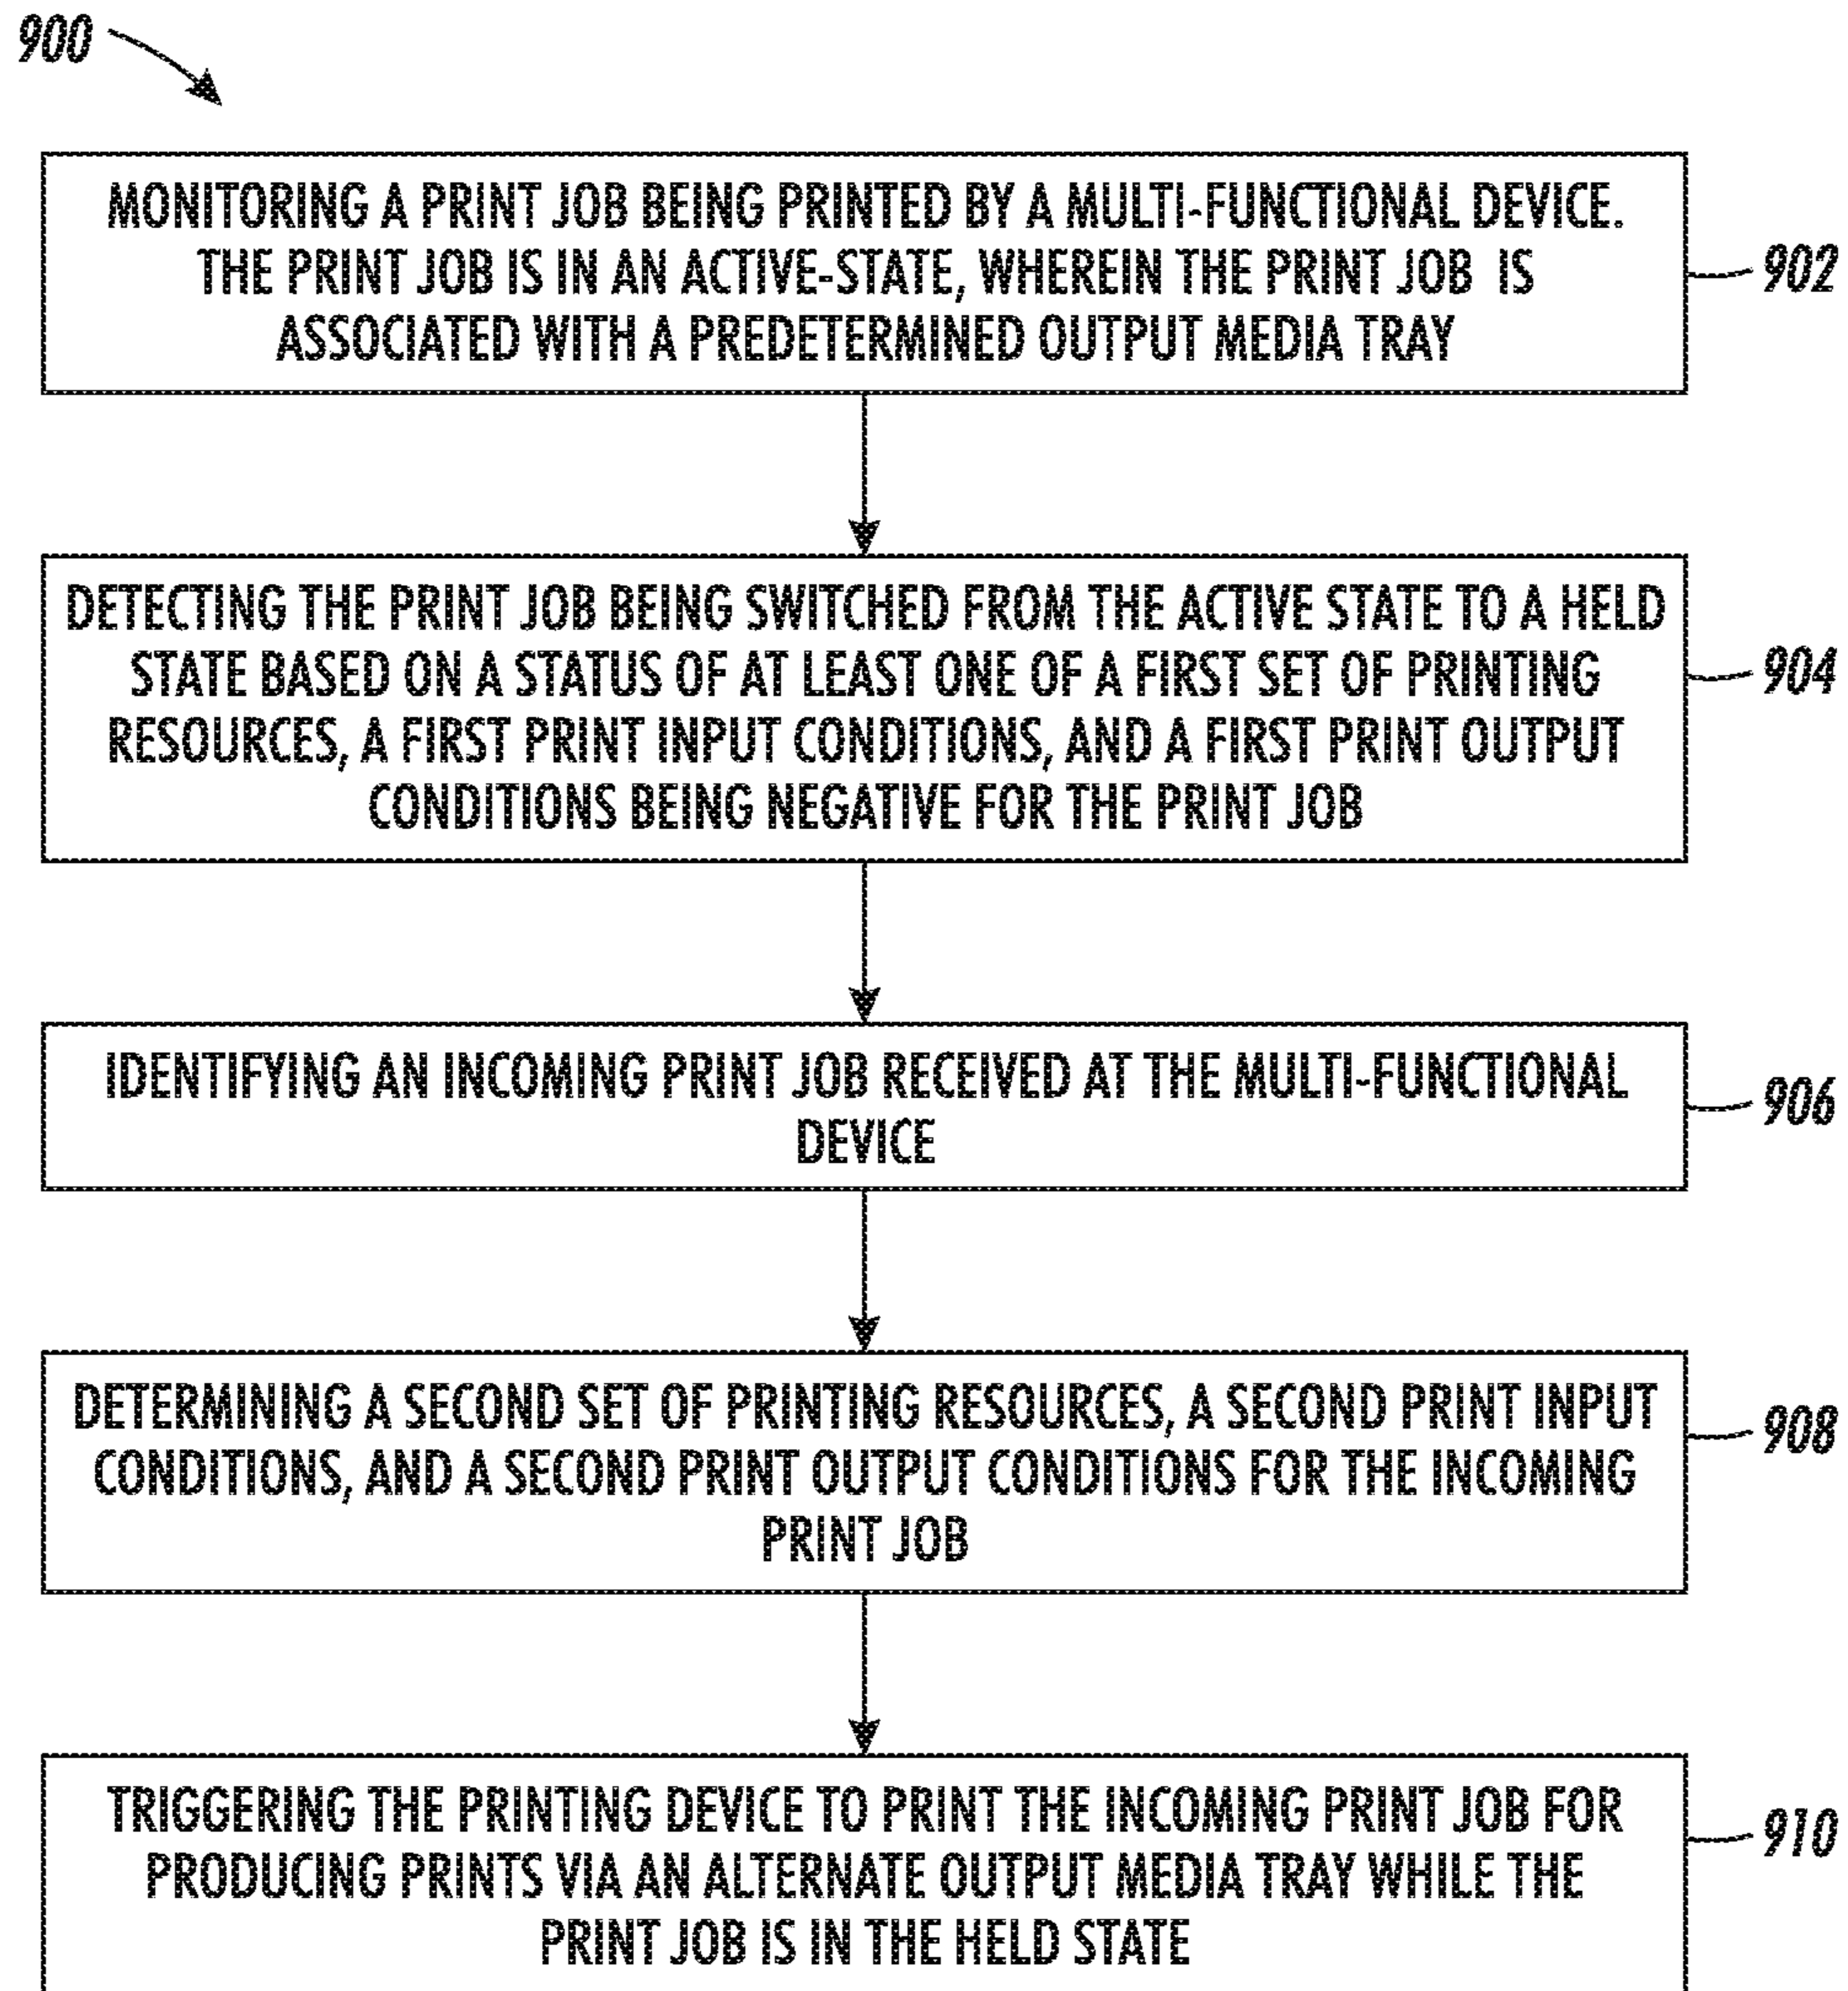 900
MONITORING A PRINT JOB BEING PRINTED BY A MULTI-FUNCTIONAL DEVICE.
THE PRINT JOB IS IN AN ACTIVE-STATE, WHEREIN THE PRINT JOB IS
ASSOCIATED WITH A PREDETERMINED OUTPUT MEDIA TRAY
902
DETECTING THE PRINT JOB BEING SWITCHED FROM THE ACTIVE STATE TO A HELD
STATE BASED ON A STATUS OF AT LEAST ONE OF A FIRST SET OF PRINTING
RESOURCES, A FIRST PRINT INPUT CONDITIONS, AND A FIRST PRINT OUTPUT
CONDITIONS BEING NEGATIVE FOR THE PRINT JOB
904
IDENTIFYING AN INCOMING PRINT JOB RECEIVED AT THE MULTI-FUNCTIONAL
DEVICE
906
DETERMINING A SECOND SET OF PRINTING RESOURCES, A SECOND PRINT INPUT
CONDITIONS, AND A SECOND PRINT OUTPUT CONDITIONS FOR THE INCOMING
PRINT JOB
908
TRIGGERING THE PRINTING DEVICE TO PRINT THE INCOMING PRINT JOB FOR
PRODUCING PRINTS VIA AN ALTERNATE OUTPUT MEDIA TRAY WHILE THE
PRINT JOB IS IN THE HELD STATE
910